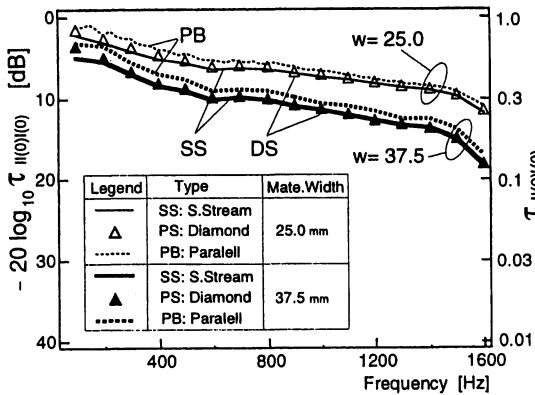 0
10
20
30
40
− 20 log10 τ II(0)I(0) [dB]
PB
w= 25.0
SS
DS
w= 37.5
Legend Type Mate.Width
SS: S.Stream
PS: Diamond 25.0 mm
PB: Paralell
SS: S.Stream
PS: Diamond 37.5 mm
PB: Paralell
1.0
0.3
0.1
0.03
0.01
400 800 1200 1600
Frequency [Hz]